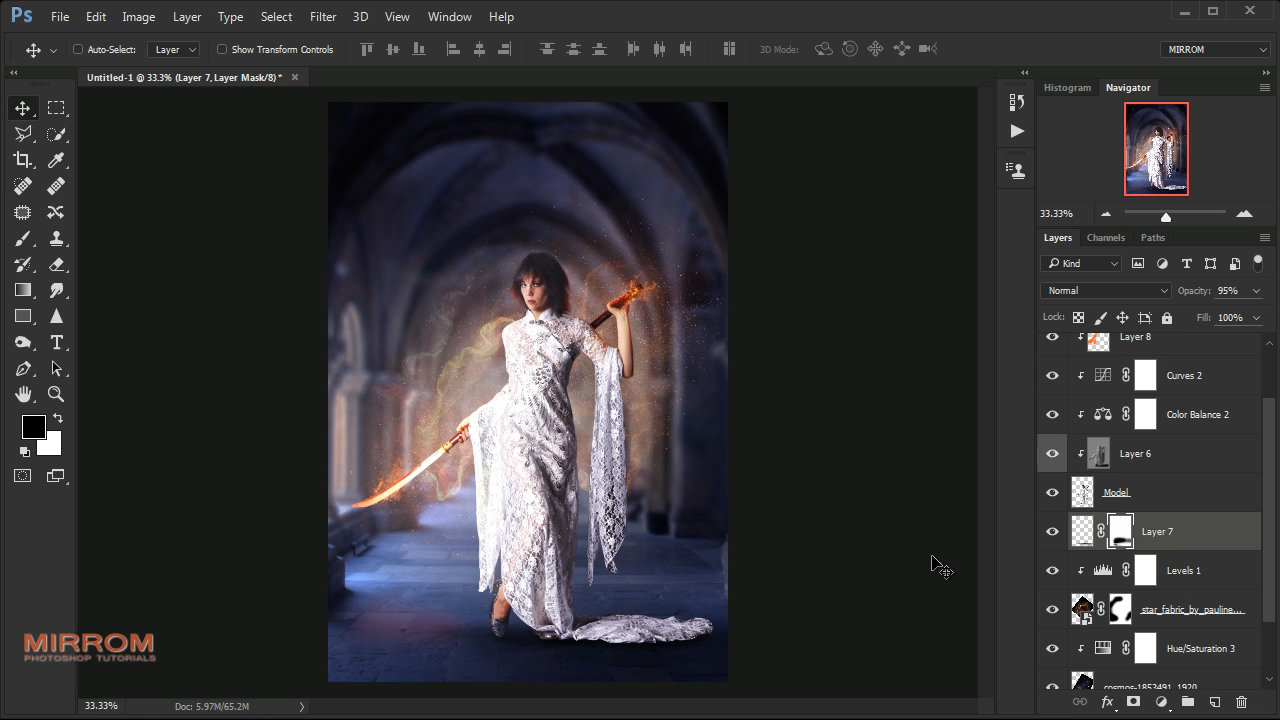 Ps File Edit Image Layer Type Select Filter 3D View Window Help
Auto-Select: Layer Show Transform Controls 3D Mode: MIRROM
Untitled-1 @ 33.3% (Layer 7, Layer Mask/8) *
Histogram Navigator
33.33%
Layers Channels Paths
Kind
Normal Opacity: 95%
Lock: Fill: 100%
Layer 8
Curves 2
Color Balance 2
Layer 6
Model
Layer 7
Levels 1
star_fabric_by_pauline...
Hue/Saturation 3
cosmos-1853491_1920
MIRROM
PHOTOSHOP TUTORIALS
33.33% Doc: 5.97M/65.2M
fx